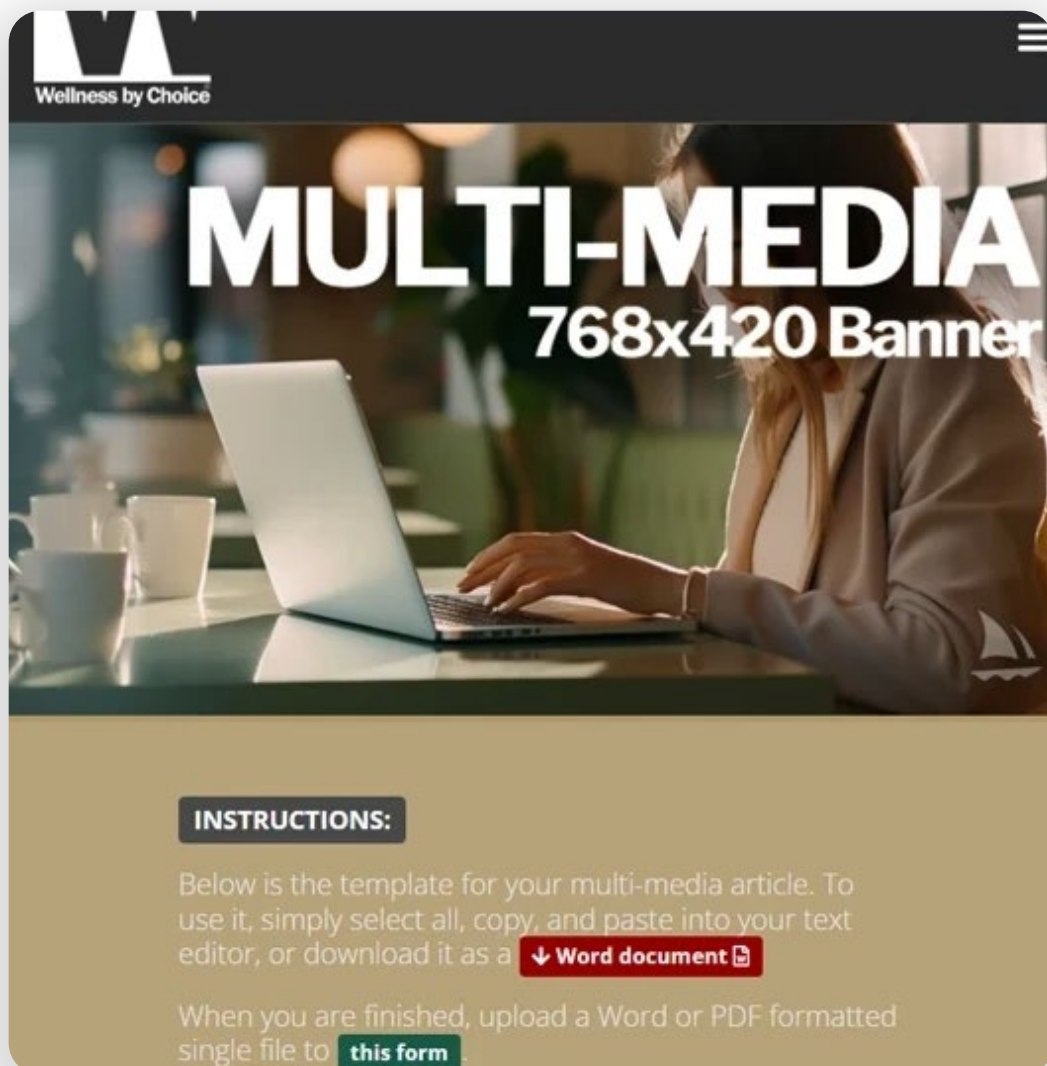 Wellness by Choice
MULTI-MEDIA
768x420 Banner
INSTRUCTIONS:
Below is the template for your multi-media article. To
use it, simply select all, copy, and paste into your text
editor, or download it as a Word document
When you are finished, upload a Word or PDF formatted
single file to this form.